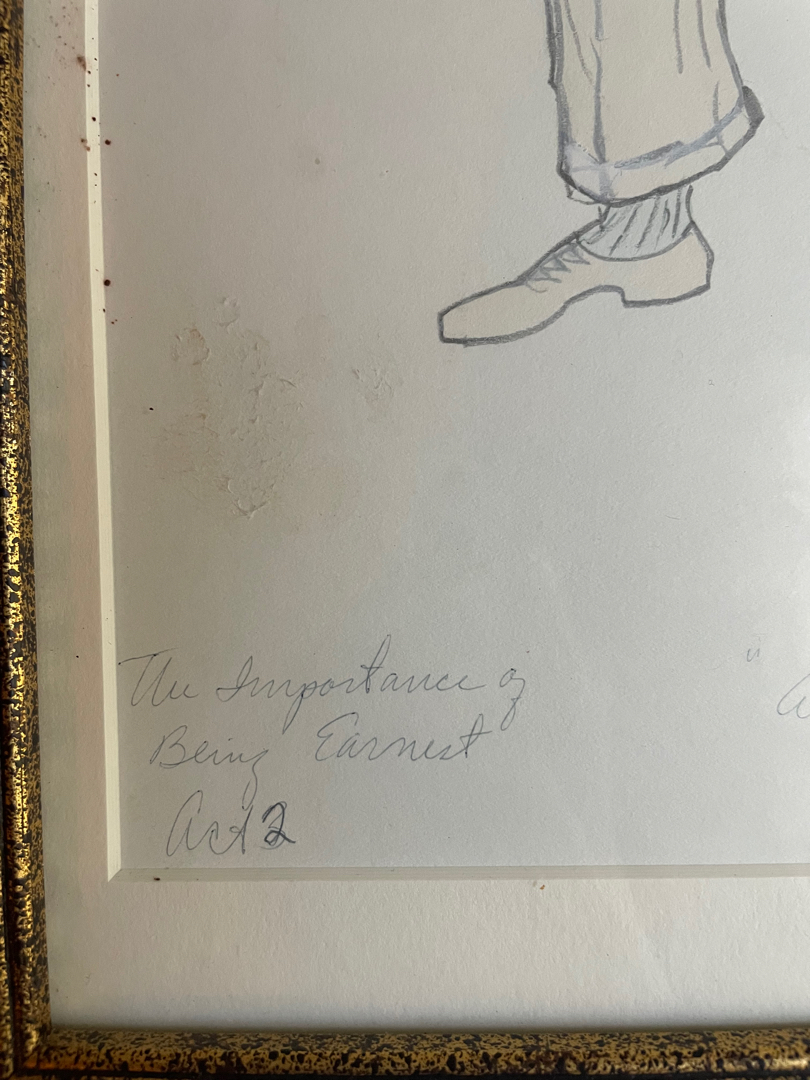 The Importance of
Being Earnest
Act 2
"